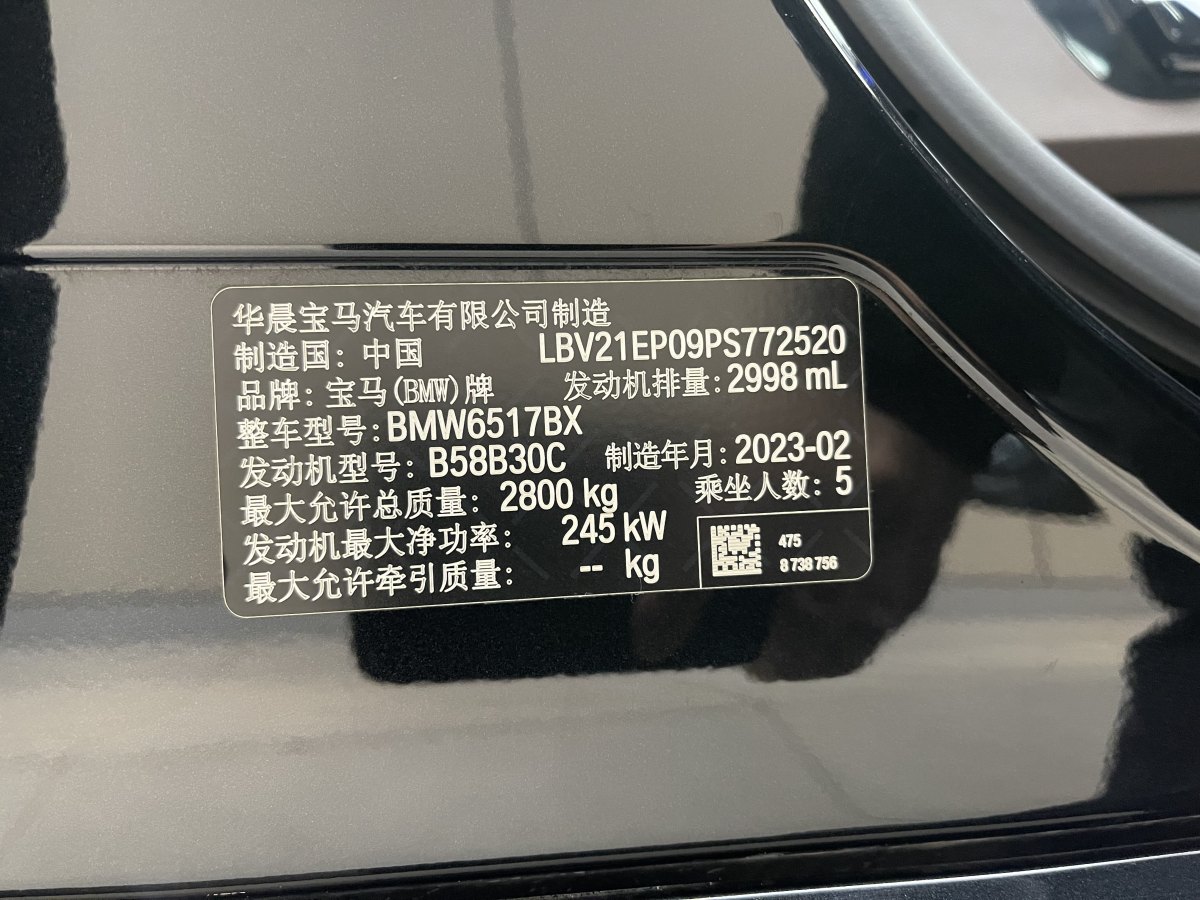 华晨宝马汽车有限公司制造
制造国：中国 LBV21EP09PS772520
品牌：宝马(BMW)牌 发动机排量：2998 mL
整车型号：BMW6517BX
发动机型号：B58B30C 制造年月：2023-02
最大允许总质量：2800 kg 乘坐人数：5
发动机最大净功率：245 kW
最大允许牵引质量：-- kg
475
8 738 756